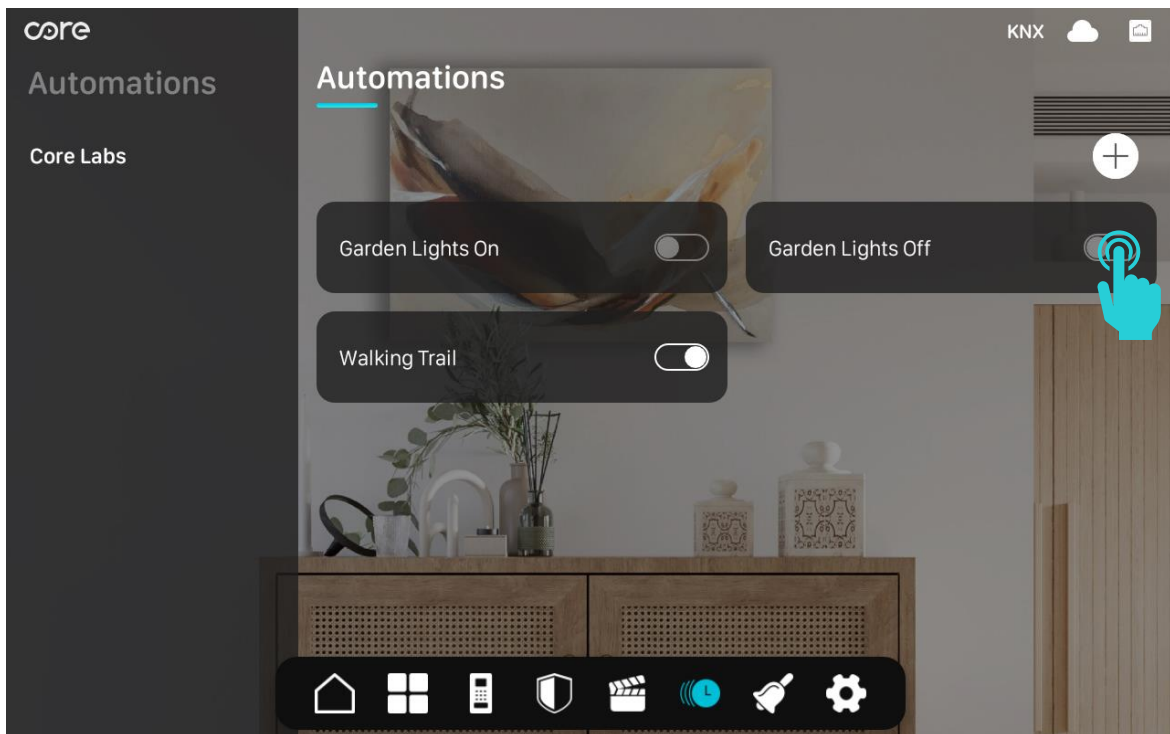 core
KNX
Automations
Automations
Core Labs
Garden Lights On
Garden Lights Off
Walking Trail